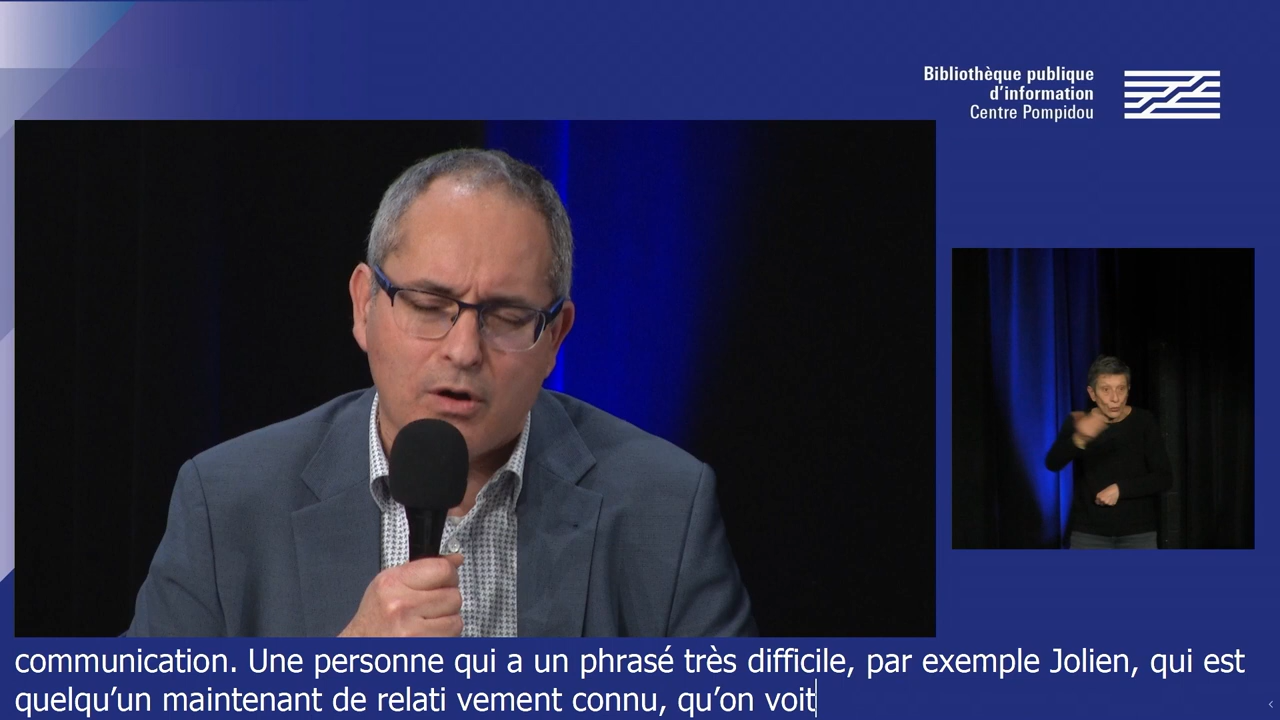 Bibliothèque publique
d'information
Centre Pompidou
communication. Une personne qui a un phrasé très difficile, par exemple Jolien, qui est
quelqu'un maintenant de relati vement connu, qu'on voit